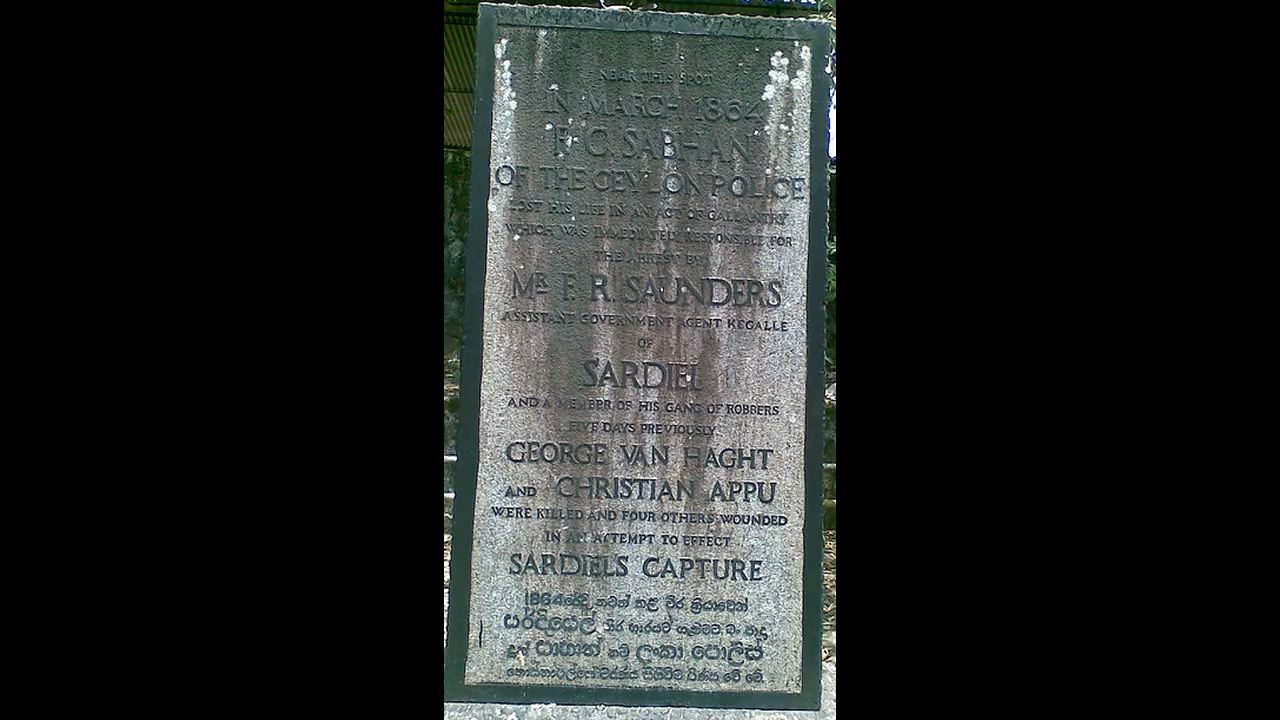 NEAR THIS SPOT
IN MARCH 1864
P. C. SABHAN
OF THE CEYLON POLICE
LOST HIS LIFE IN AN ACT OF GALLANTRY
WHICH WAS IMMEDIATELY RESPONSIBLE FOR
THE ARREST BY
MR F. R. SAUNDERS
ASSISTANT GOVERNMENT AGENT KEGALLE
OF
SARDIEL
AND A MEMBER OF HIS GANG OF ROBBERS
FIVE DAYS PREVIOUSLY
GEORGE VAN HAGHT
AND CHRISTIAN APPU
WERE KILLED AND FOUR OTHERS WOUNDED
IN AN ATTEMPT TO EFFECT
SARDIELS CAPTURE
තමන් කළ වීර ක්‍රියාවෙන්
සර්දියෙල්
ලංකා පොලිස්